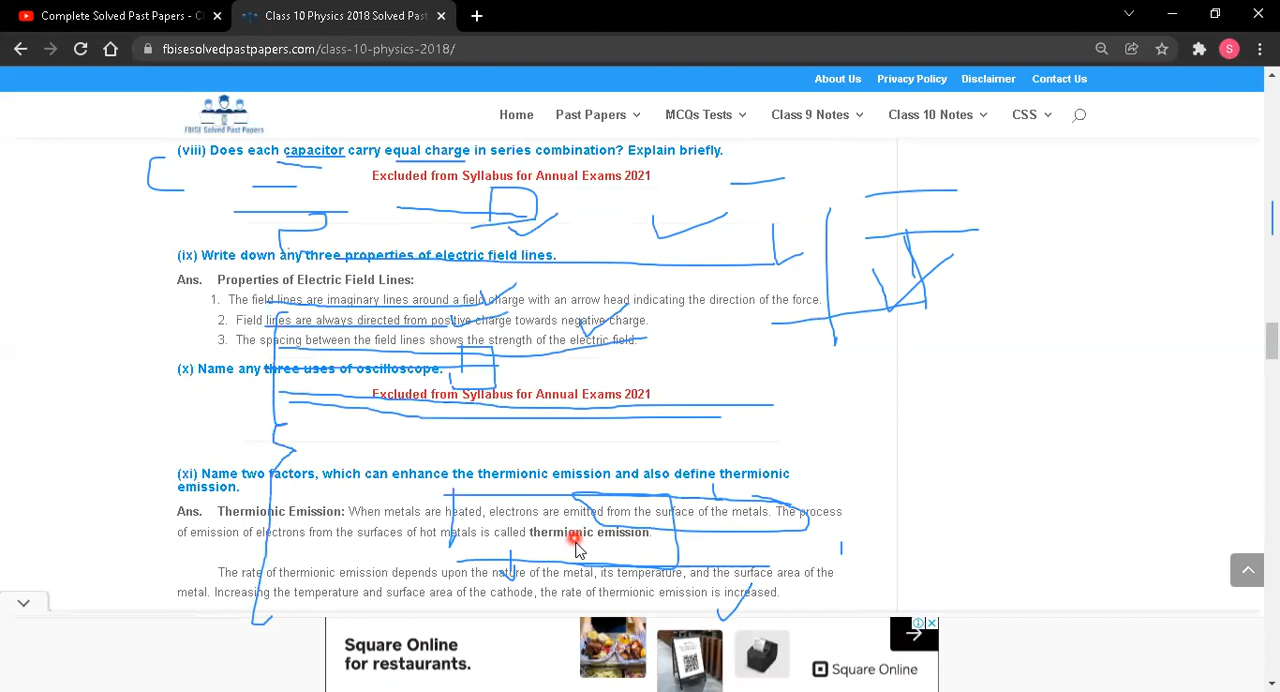 Complete Solved Past Papers - C
Class 10 Physics 2018 Solved Past
fbisesolvedpastpapers.com/class-10-physics-2018/
S
About Us Privacy Policy Disclaimer Contact Us
FBISE Solved Past Papers
Home Past Papers MCQs Tests Class 9 Notes Class 10 Notes CSS
(viii) Does each capacitor carry equal charge in series combination? Explain briefly.
Excluded from Syllabus for Annual Exams 2021
(ix) Write down any three properties of electric field lines.
Ans. Properties of Electric Field Lines:
1. The field lines are imaginary lines around a field charge with an arrow head indicating the direction of the force.
2. Field lines are always directed from positive charge towards negative charge.
3. The spacing between the field lines shows the strength of the electric field.
(x) Name any three uses of oscilloscope.
Excluded from Syllabus for Annual Exams 2021
(xi) Name two factors, which can enhance the thermionic emission and also define thermionic
emission.
Ans. Thermionic Emission: When metals are heated, electrons are emitted from the surface of the metals. The process
of emission of electrons from the surfaces of hot metals is called thermionic emission.
The rate of thermionic emission depends upon the nature of the metal, its temperature, and the surface area of the
metal. Increasing the temperature and surface area of the cathode, the rate of thermionic emission is increased.
Square Online
for restaurants.
Square Online